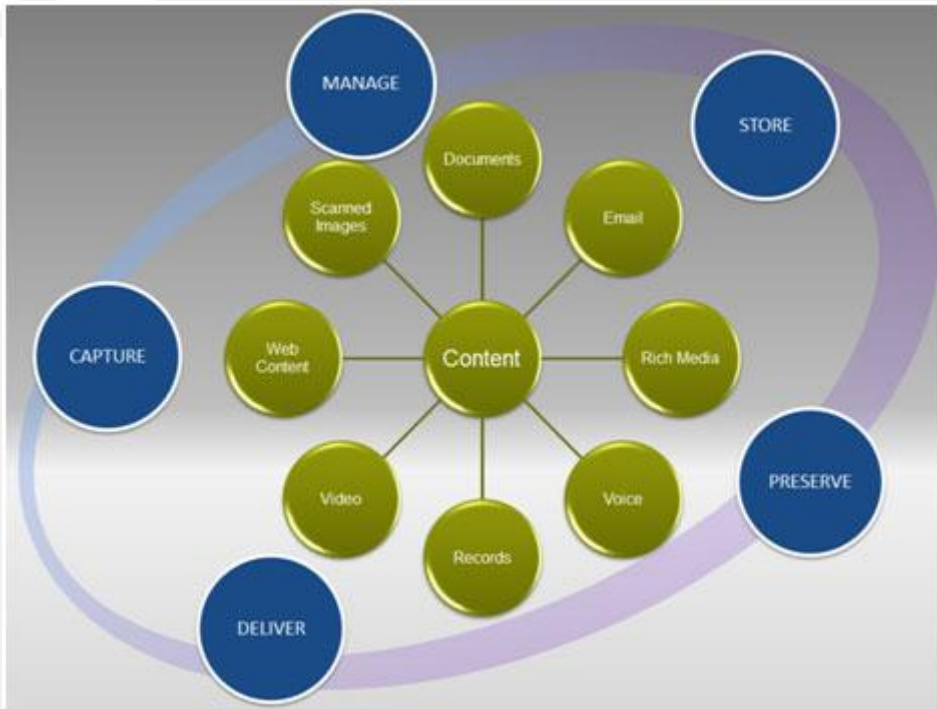 MANAGE
STORE
Documents
Scanned
Images
Email
CAPTURE
Web
Content
Content
Rich Media
PRESERVE
Video
Voice
Records
DELIVER